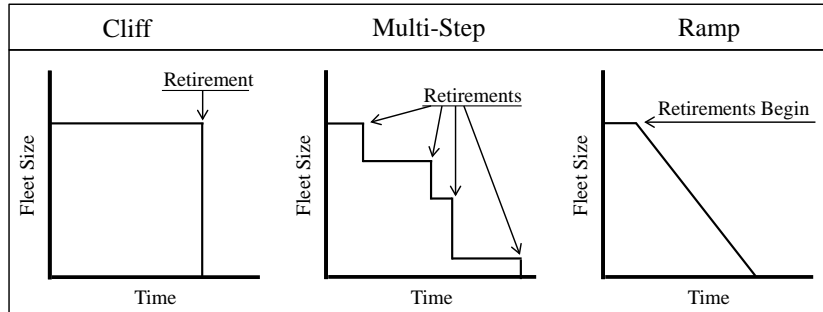 Cliff
Multi-Step
Ramp
Retirement
Fleet Size
Time
Retirements
Fleet Size
Time
Retirements Begin
Fleet Size
Time